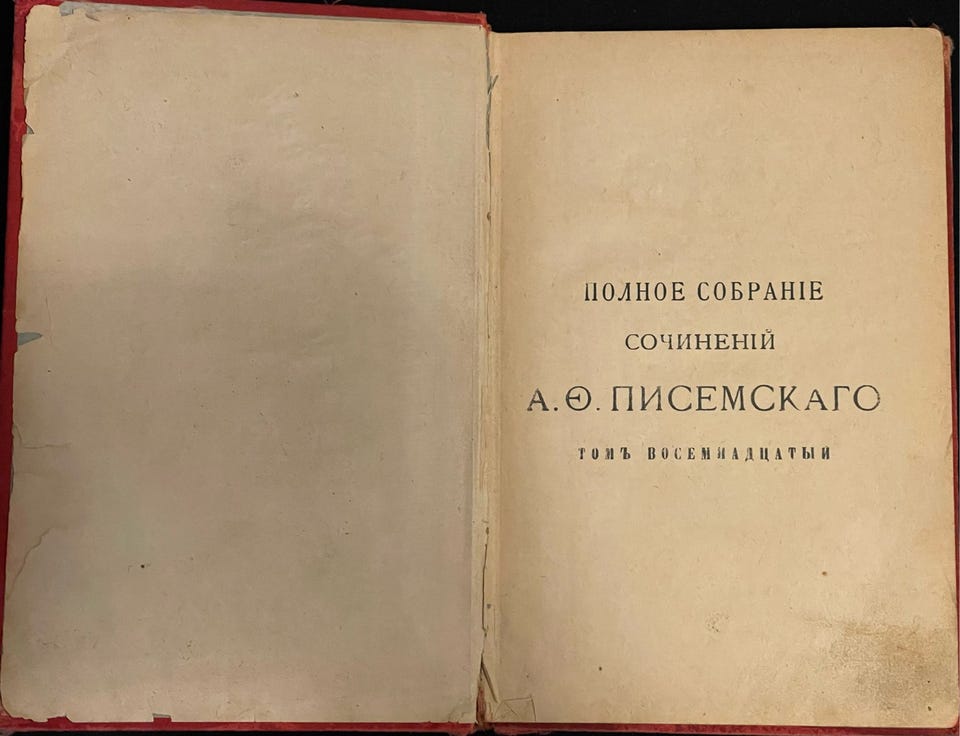 ПОЛНОЕ СОБРАНІЕ
СОЧИНЕНІЙ
А. Ѳ. ПИСЕМСКАГО
ТОМЪ ВОСЕМНАДЦАТЫЙ